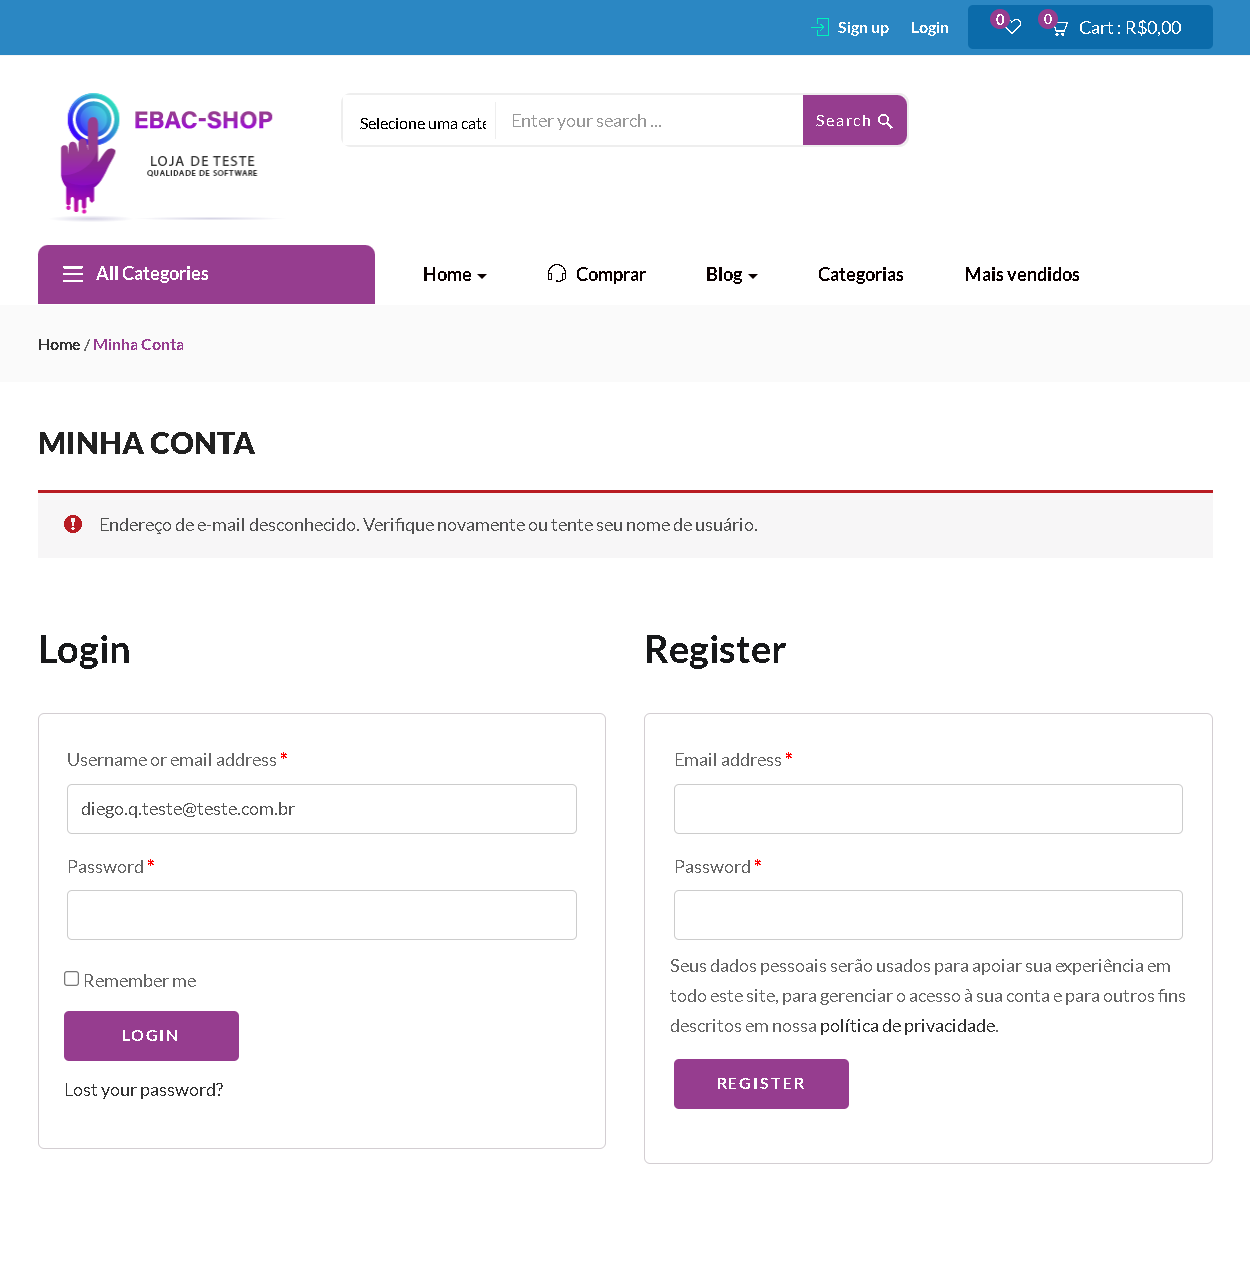 Sign up
Login
0
0
Cart : R$0,00
EBAC-SHOP
LOJA DE TESTE
QUALIDADE DE SOFTWARE
Selecione uma cate
Enter your search ...
Search
All Categories
Home
Comprar
Blog
Categorias
Mais vendidos
Home / Minha Conta
MINHA CONTA
Endereço de e-mail desconhecido. Verifique novamente ou tente seu nome de usuário.
Login
Username or email address *
diego.q.teste@teste.com.br
Password *
Remember me
LOGIN
Lost your password?
Register
Email address *
Password *
Seus dados pessoais serão usados para apoiar sua experiência em
todo este site, para gerenciar o acesso à sua conta e para outros fins
descritos em nossa política de privacidade.
REGISTER